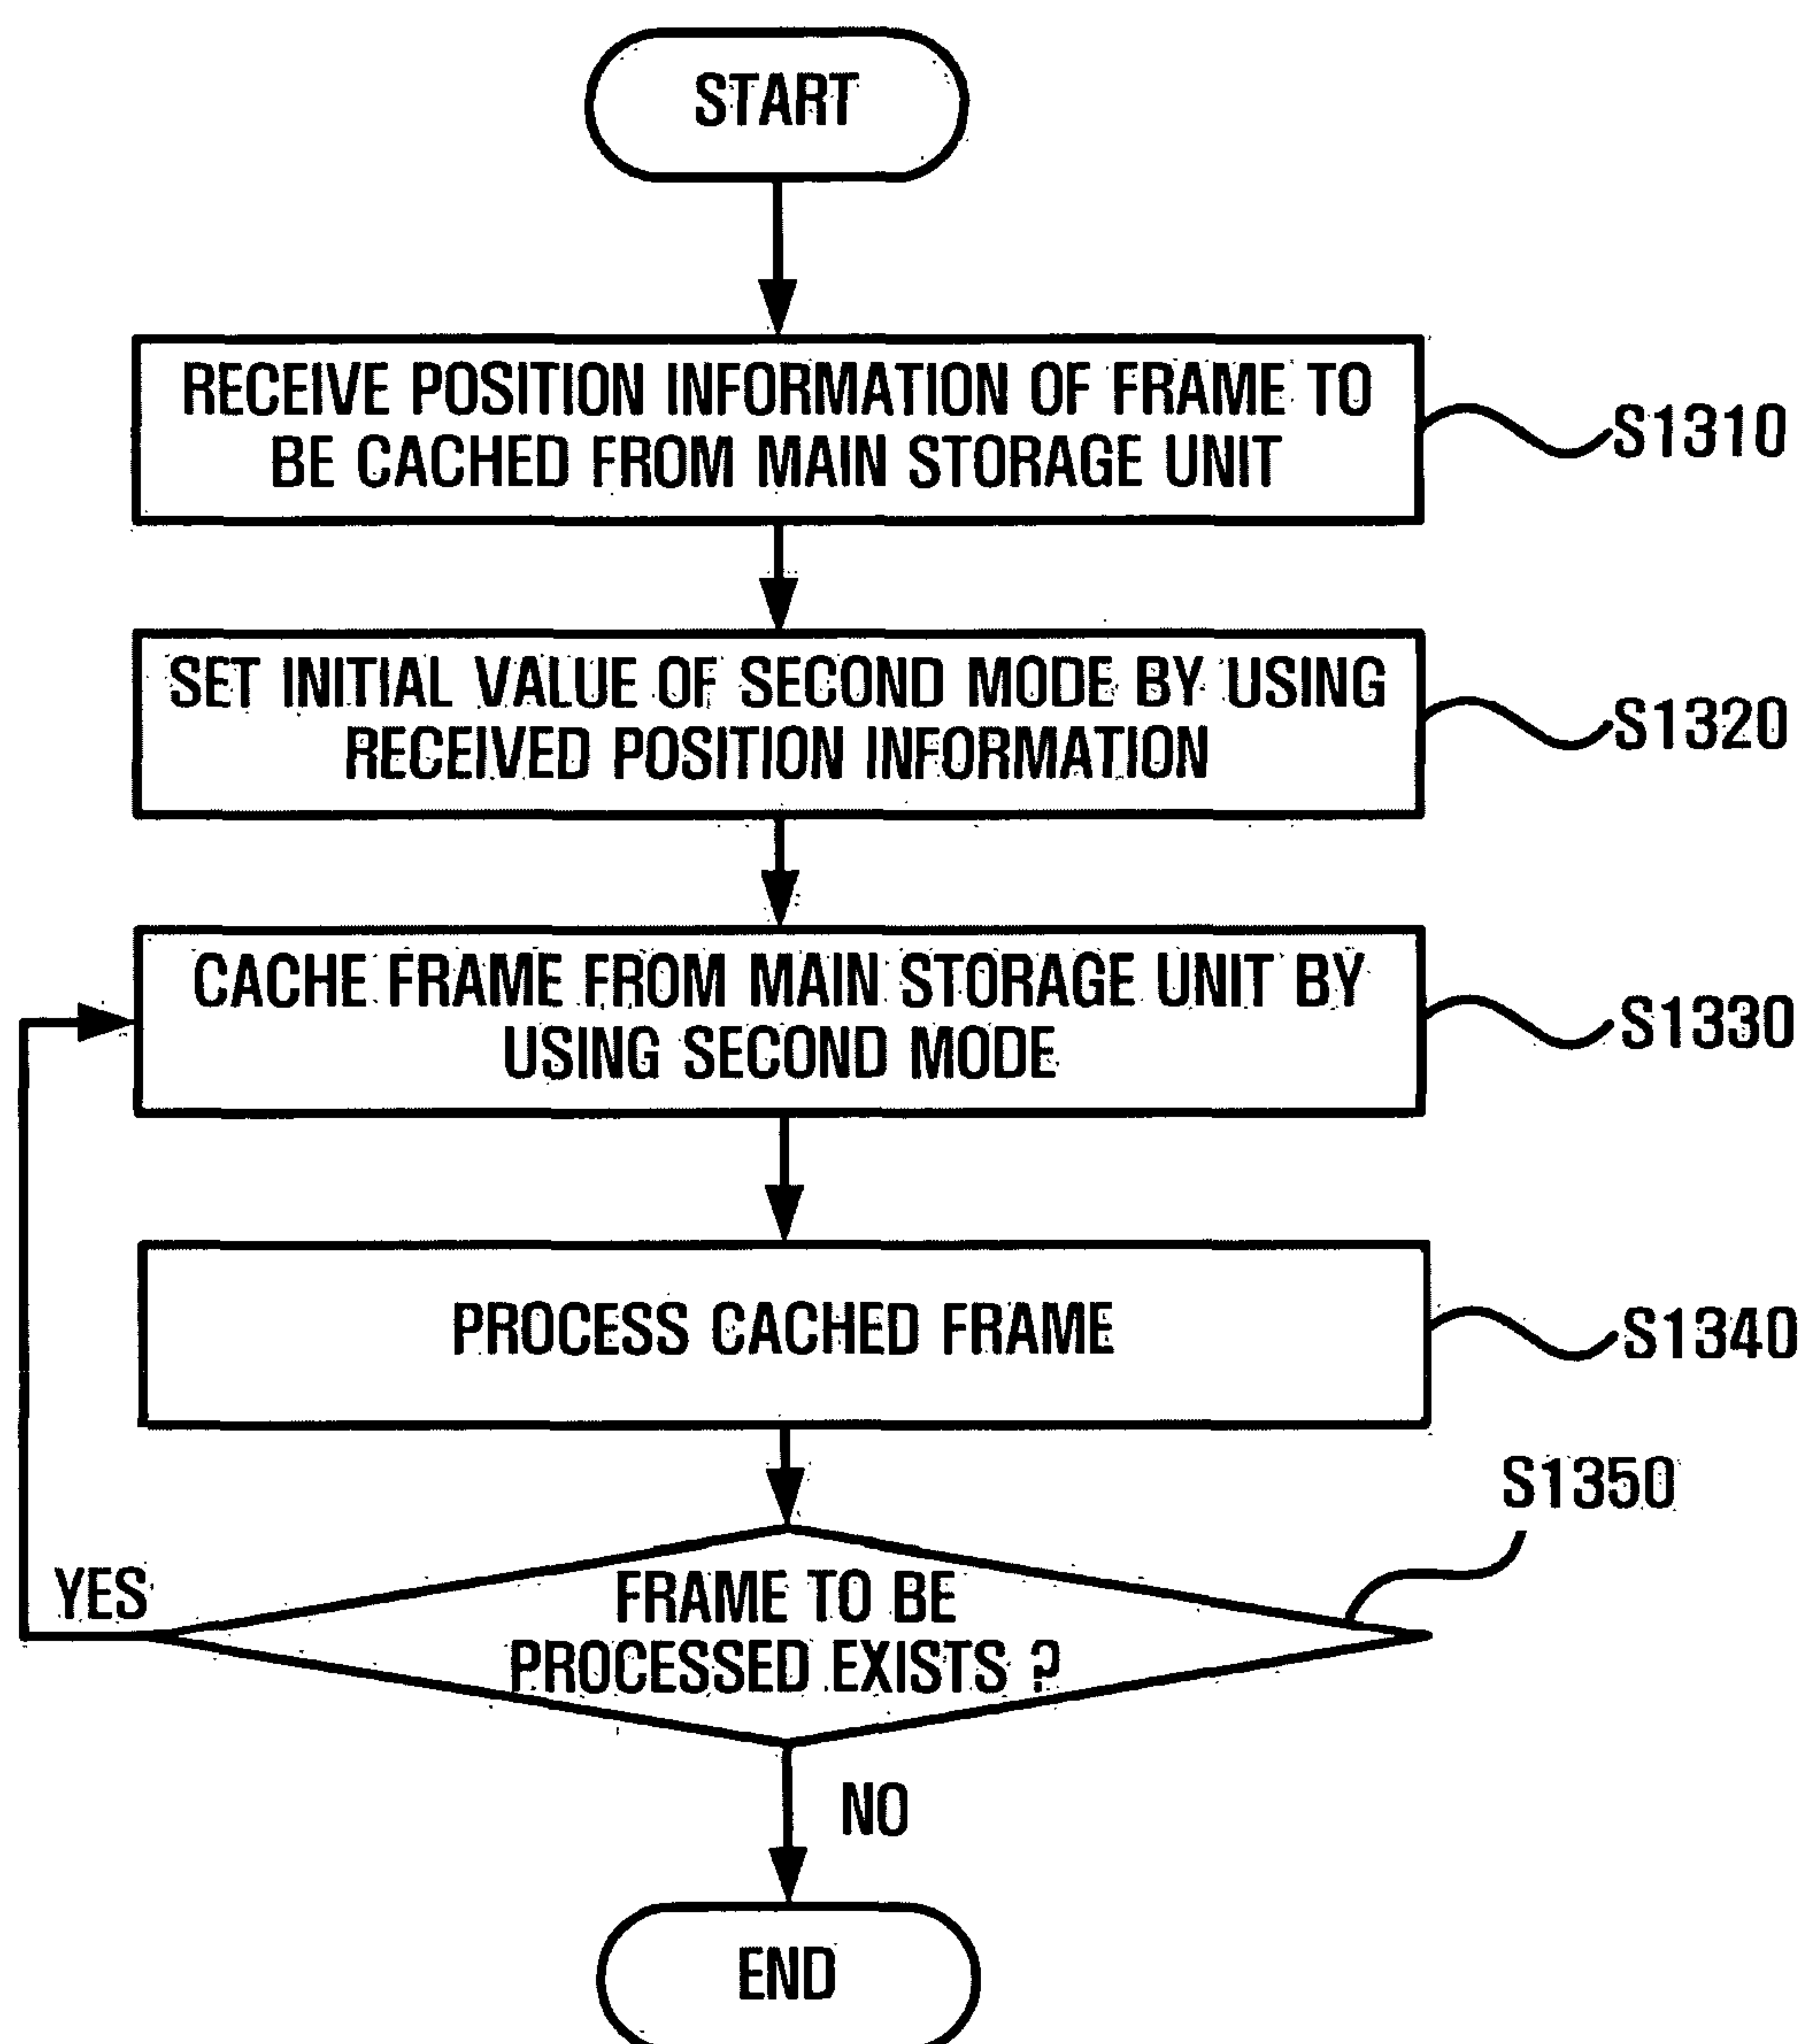 START
RECEIVE POSITION INFORMATION OF FRAME TO
BE CACHED FROM MAIN STORAGE UNIT
S1310
SET INITIAL VALUE OF SECOND MODE BY USING
RECEIVED POSITION INFORMATION
S1320
CACHE FRAME FROM MAIN STORAGE UNIT BY
USING SECOND MODE
S1330
PROCESS CACHED FRAME
S1340
S1350
YES
FRAME TO BE
PROCESSED EXISTS ?
NO
END